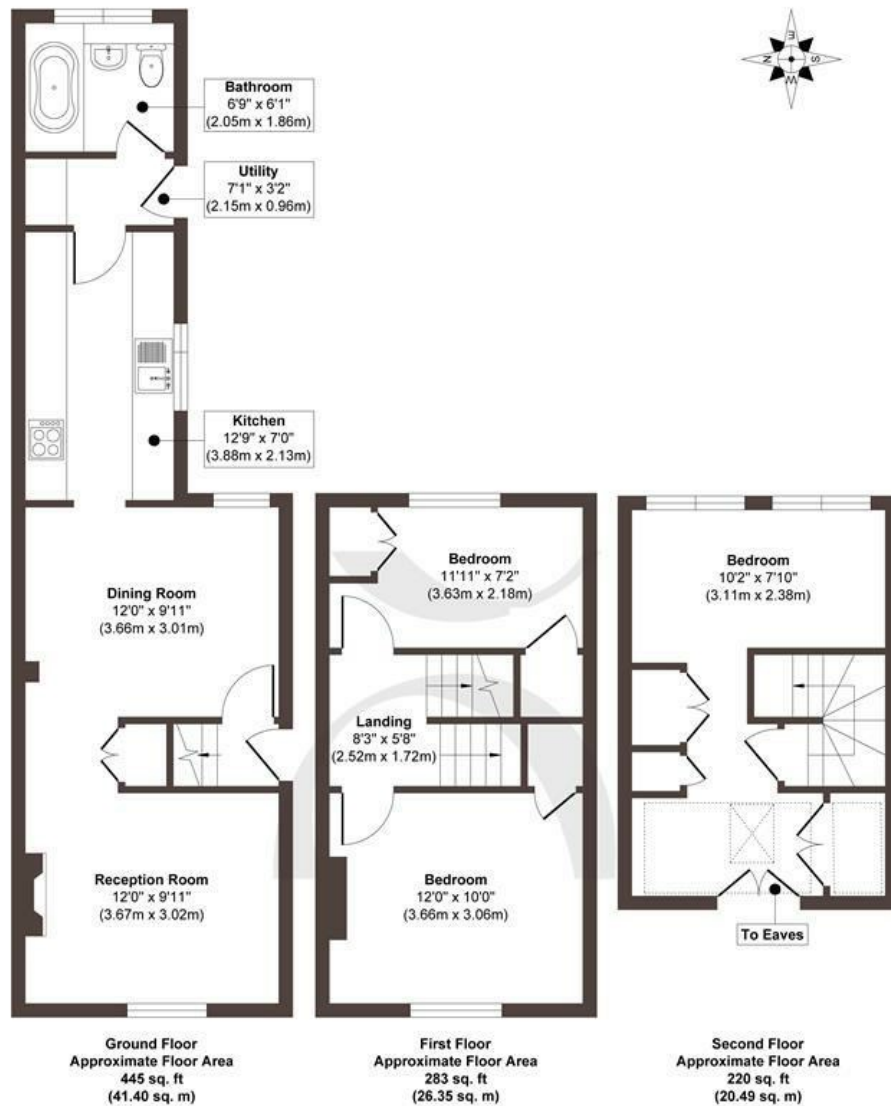 E
N
S
W
Bathroom
6'9" x 6'1"
(2.05m x 1.86m)
Utility
7'1" x 3'2"
(2.15m x 0.96m)
Kitchen
12'9" x 7'0"
(3.88m x 2.13m)
Dining Room
12'0" x 9'11"
(3.66m x 3.01m)
Reception Room
12'0" x 9'11"
(3.67m x 3.02m)
Ground Floor
Approximate Floor Area
445 sq. ft
(41.40 sq. m)
Bedroom
11'11" x 7'2"
(3.63m x 2.18m)
Landing
8'3" x 5'8"
(2.52m x 1.72m)
Bedroom
12'0" x 10'0"
(3.66m x 3.06m)
First Floor
Approximate Floor Area
283 sq. ft
(26.35 sq. m)
Bedroom
10'2" x 7'10"
(3.11m x 2.38m)
To Eaves
Second Floor
Approximate Floor Area
220 sq. ft
(20.49 sq. m)